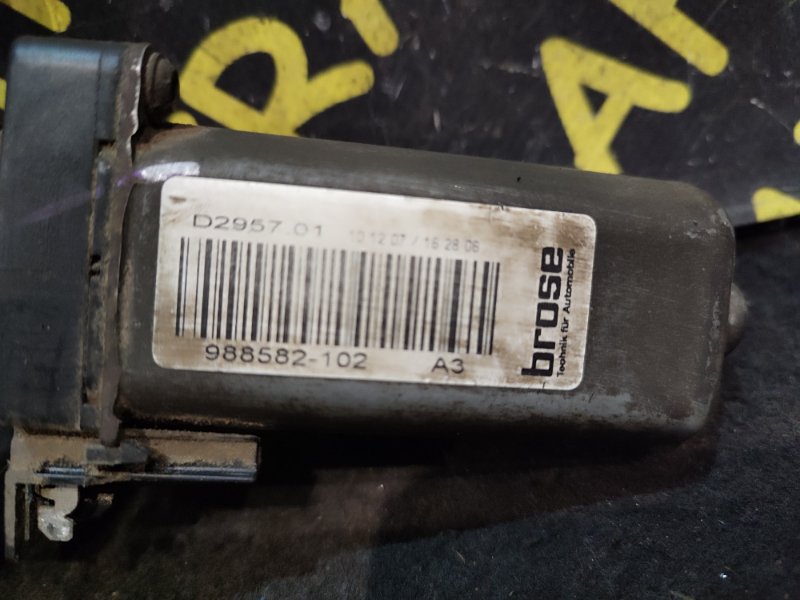 D2957.01 10.12.07 / 16:28:06
988582-102 A3
brose
Technik für Automobile